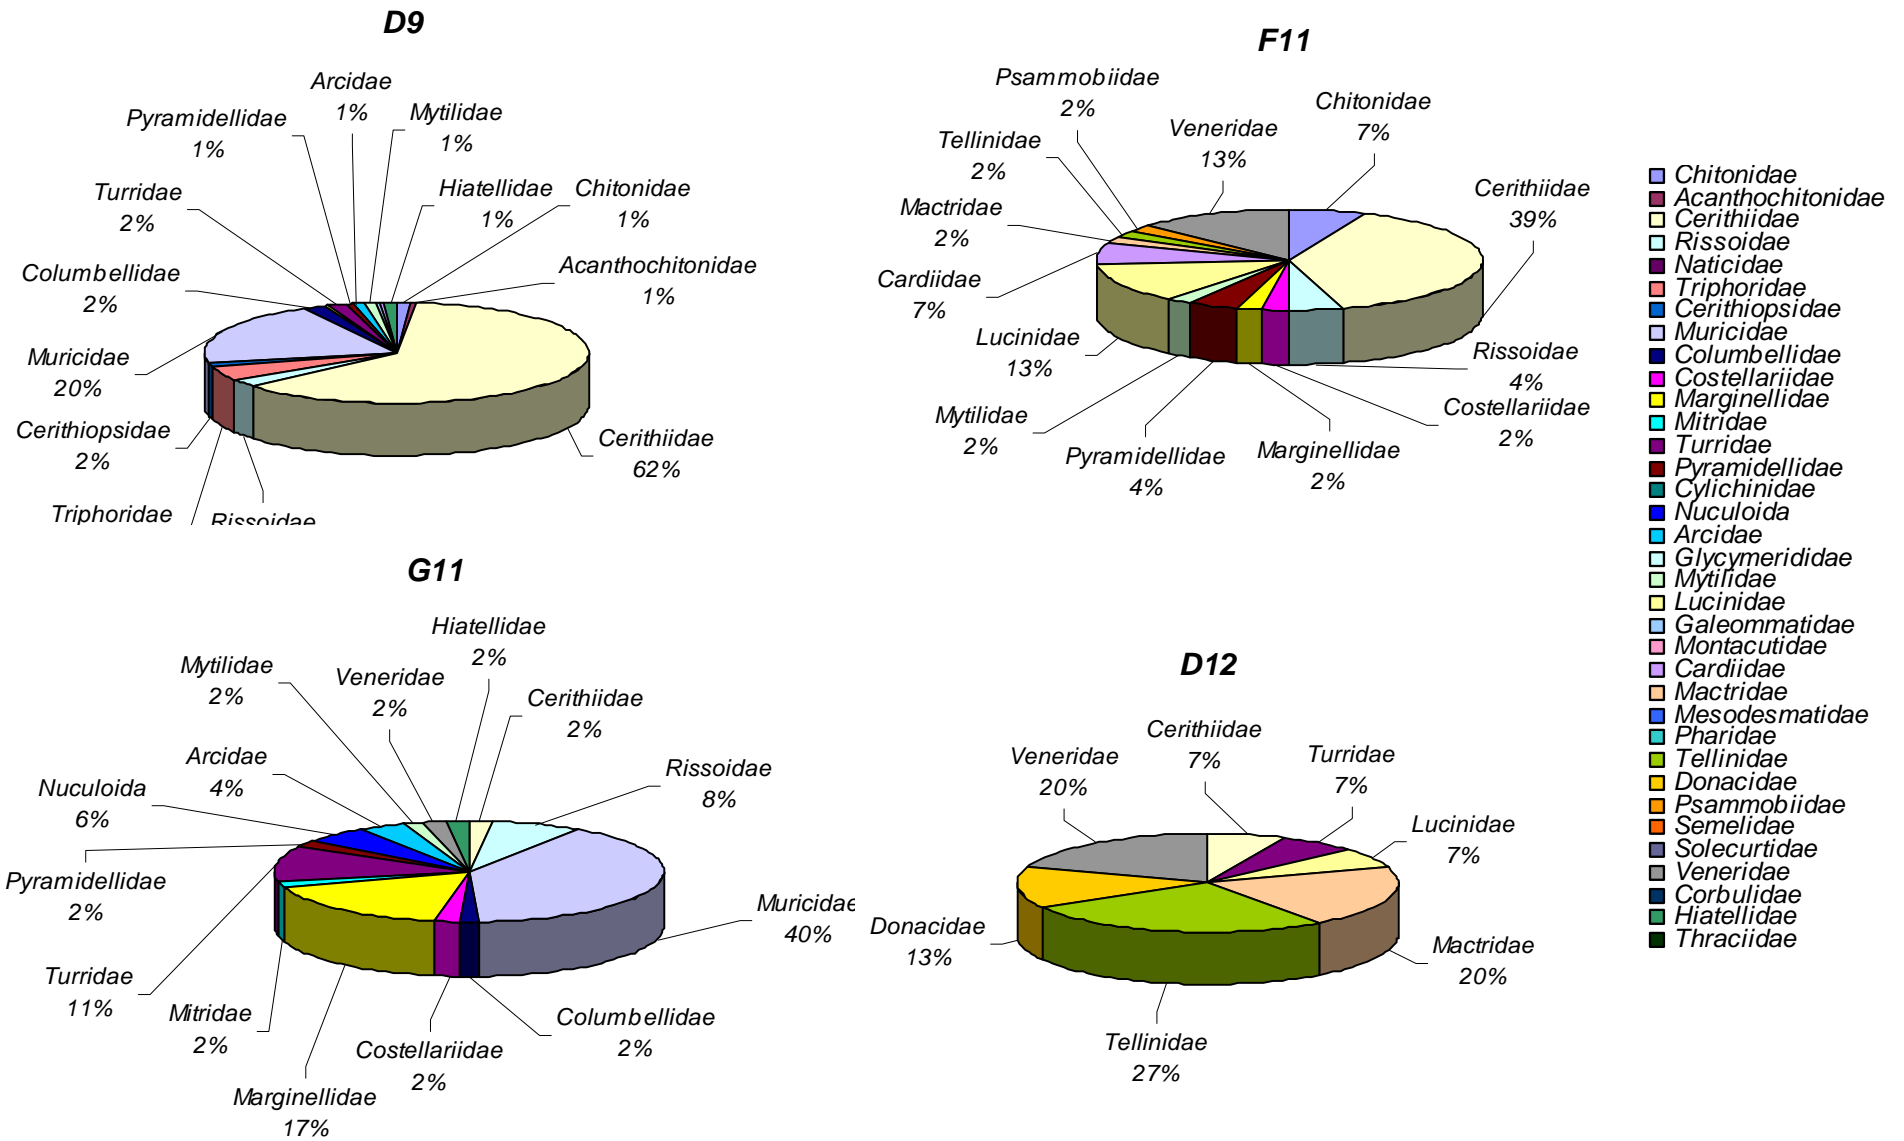 D9
Arcidae
1%
Mytilidae
1%
Pyramidellidae
1%
Turridae
2%
Hiatellidae
1%
Chitonidae
1%
Columbellidae
2%
Acanthochitonidae
1%
Muricidae
20%
Cerithiopsidae
2%
Cerithiidae
62%
Triphoridae
Rissoidae
F11
Psammobiidae
2%
Chitonidae
7%
Veneridae
13%
Tellinidae
2%
Cerithiidae
39%
Mactridae
2%
Cardiidae
7%
Lucinidae
13%
Rissoidae
4%
Mytilidae
2%
Costellariidae
2%
Pyramidellidae
4%
Marginellidae
2%
G11
Hiatellidae
2%
Mytilidae
2%
Veneridae
2%
Cerithiidae
2%
Arcidae
4%
Rissoidae
8%
Nuculoida
6%
Pyramidellidae
2%
Muricidae
40%
Turridae
11%
Mitridae
2%
Columbellidae
2%
Costellariidae
2%
Marginellidae
17%
D12
Cerithiidae
7%
Veneridae
20%
Turridae
7%
Lucinidae
7%
Donacidae
13%
Mactridae
20%
Tellinidae
27%
Chitonidae
Acanthochitonidae
Cerithiidae
Rissoidae
Naticidae
Triphoridae
Cerithiopsidae
Muricidae
Columbellidae
Costellariidae
Marginellidae
Mitridae
Turridae
Pyramidellidae
Cylichinidae
Nuculoida
Arcidae
Glycymerididae
Mytilidae
Lucinidae
Galeommatidae
Montacutidae
Cardiidae
Mactridae
Mesodesmatidae
Pharidae
Tellinidae
Donacidae
Psammobiidae
Semelidae
Solecurtidae
Veneridae
Corbulidae
Hiatellidae
Thraciidae